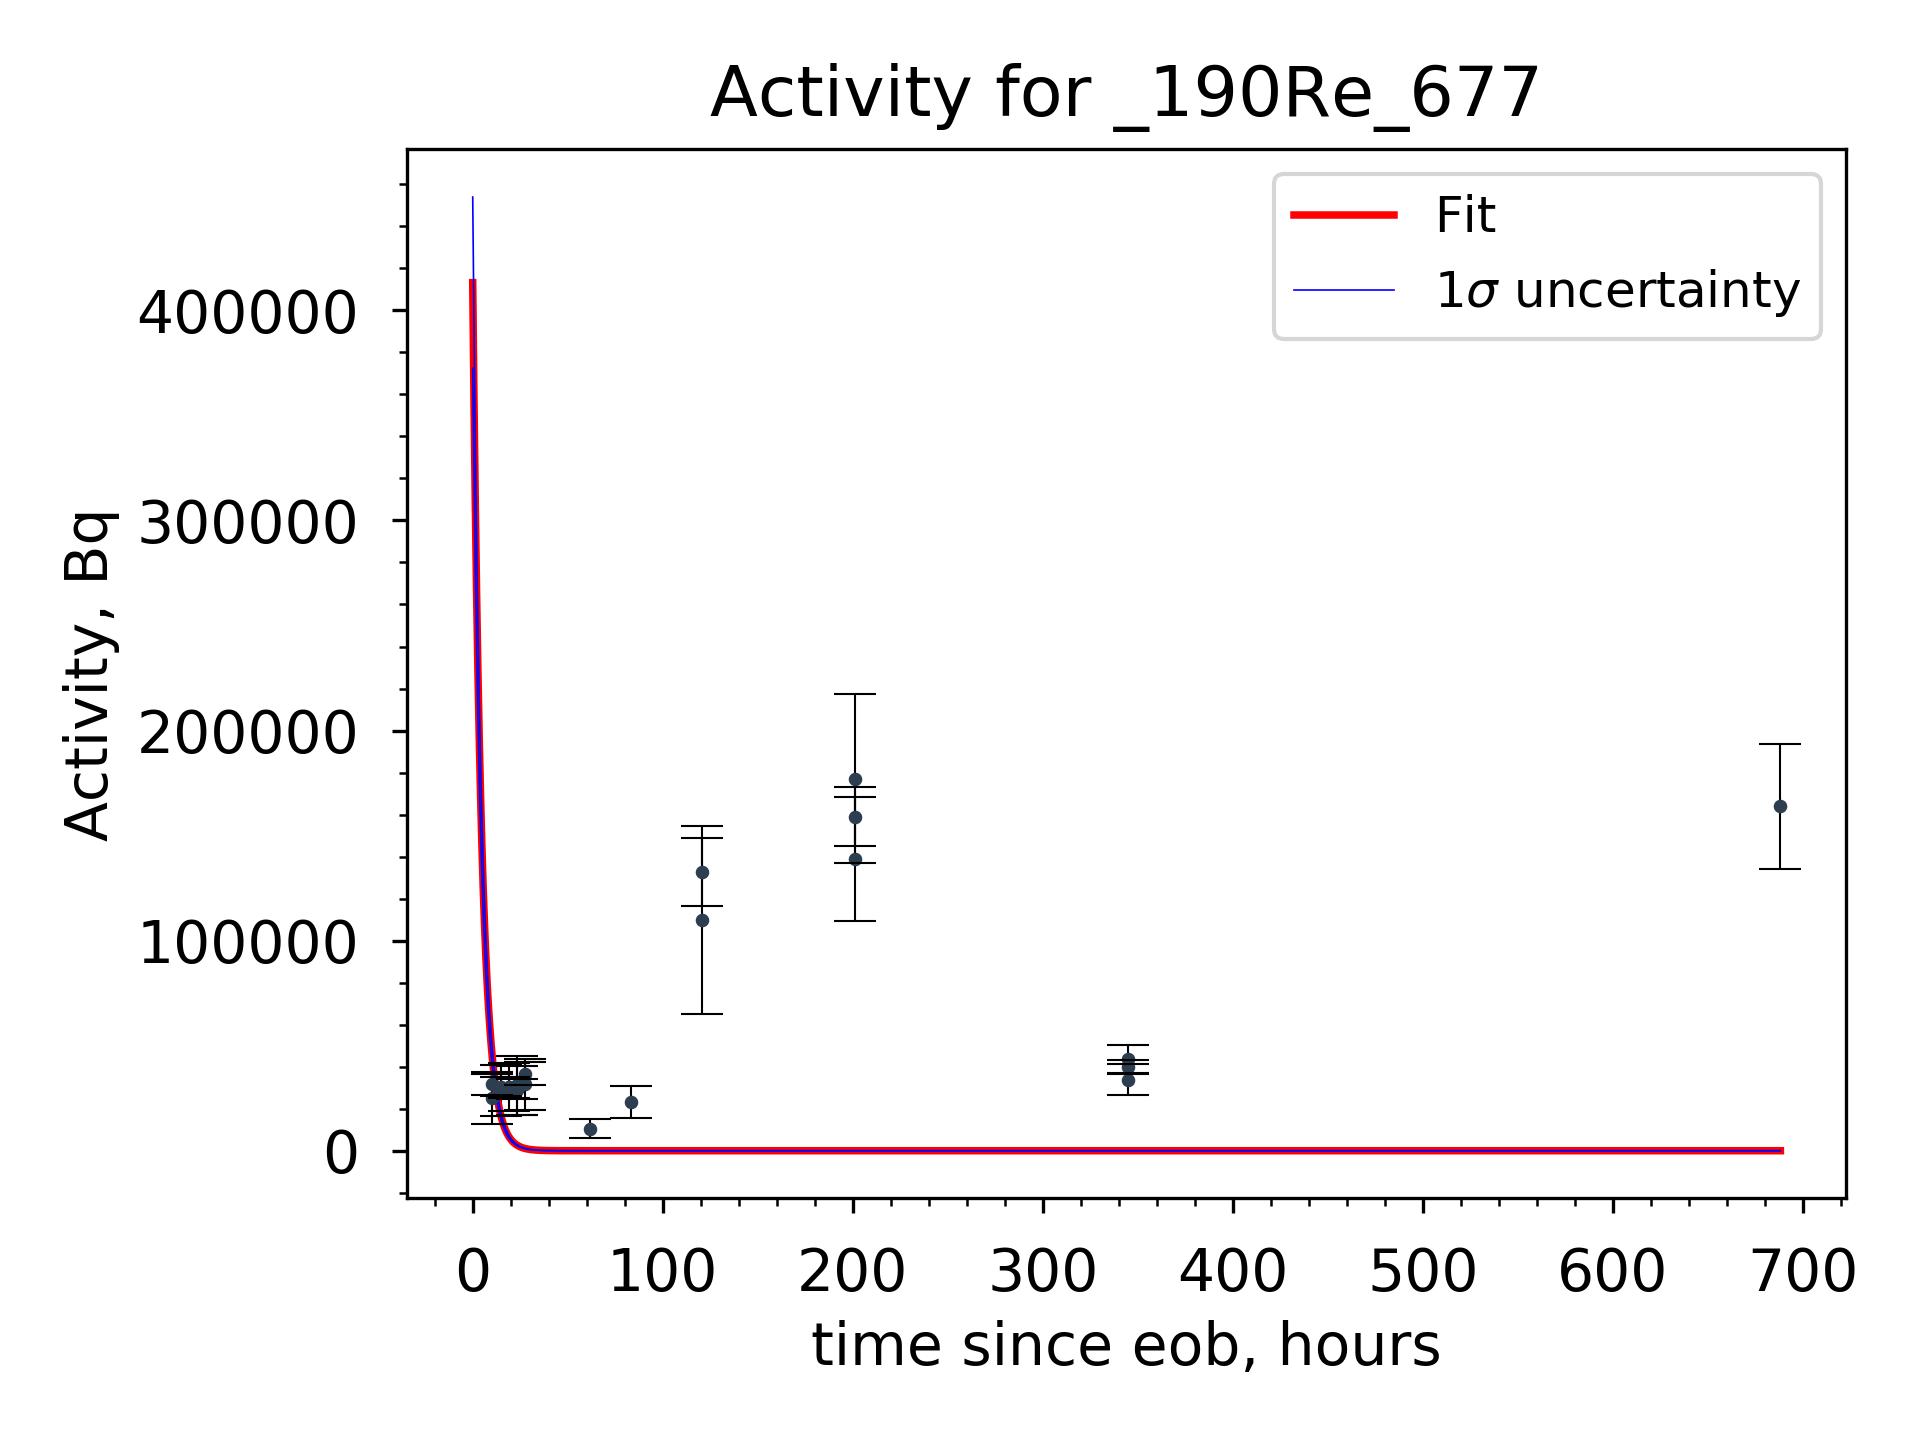 Activity for _190Re_677
Fit
1σ uncertainty
400000
300000
200000
100000
0
Activity, Bq
0 100 200 300 400 500 600 700
time since eob, hours